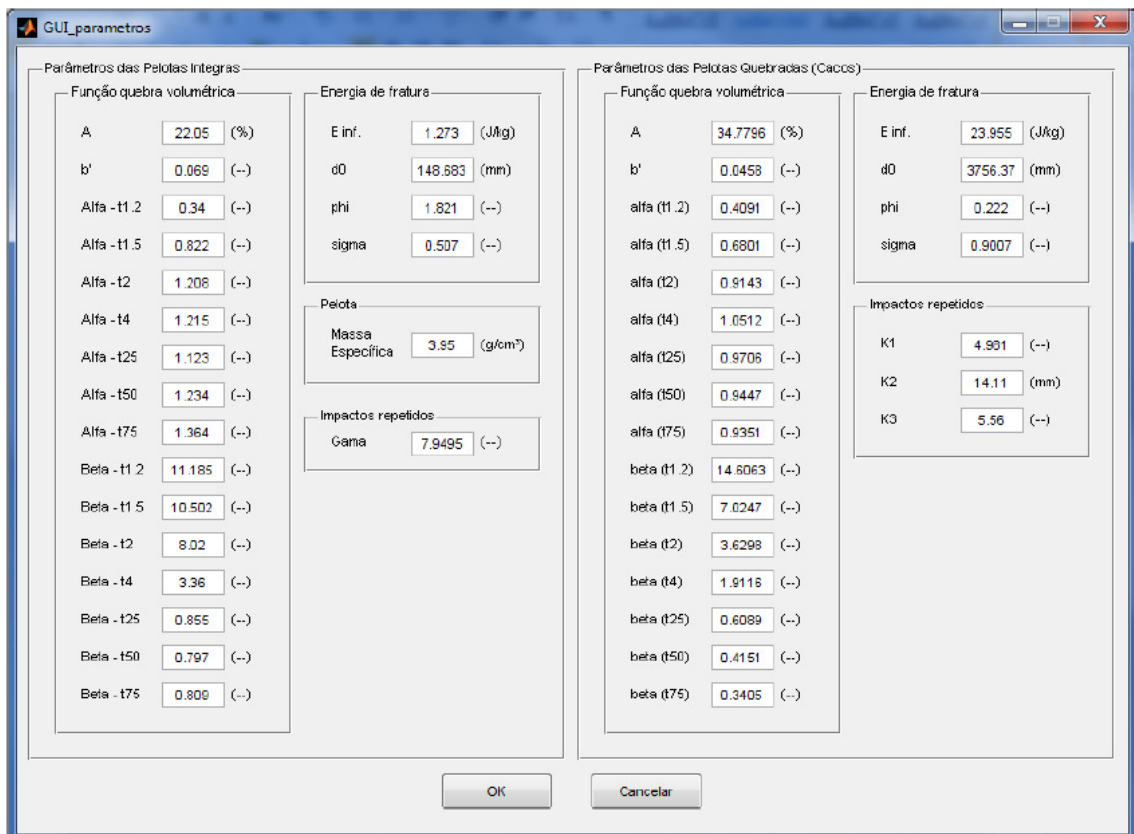 GUI_parametros
Parâmetros das Pelotas Integras
Função quebra volumétrica
A 22.05 (%)
b' 0.069 (--)
Alfa - t1.2 0.34 (--)
Alfa - t1.5 0.822 (--)
Alfa - t2 1.208 (--)
Alfa - t4 1.215 (--)
Alfa - t25 1.123 (--)
Alfa - t50 1.234 (--)
Alfa - t75 1.364 (--)
Beta - t1.2 11.185 (--)
Beta - t1.5 10.502 (--)
Beta - t2 8.02 (--)
Beta - t4 3.36 (--)
Beta - t25 0.855 (--)
Beta - t50 0.797 (--)
Beta - t75 0.809 (--)
Energia de fratura
E inf. 1.273 (J/kg)
d0 148.683 (mm)
phi 1.821 (--)
sigma 0.507 (--)
Pelota
Massa
Específica 3.95 (g/cm³)
Impactos repetidos
Gama 7.9495 (--)
Parâmetros das Pelotas Quebradas (Cacos)
Função quebra volumétrica
A 34.7796 (%)
b' 0.0458 (--)
alfa (t1.2) 0.4091 (--)
alfa (t1.5) 0.6801 (--)
alfa (t2) 0.9143 (--)
alfa (t4) 1.0512 (--)
alfa (t25) 0.9706 (--)
alfa (t50) 0.9447 (--)
alfa (t75) 0.9351 (--)
beta (t1.2) 14.6063 (--)
beta (t1.5) 7.0247 (--)
beta (t2) 3.6298 (--)
beta (t4) 1.9116 (--)
beta (t25) 0.6089 (--)
beta (t50) 0.4151 (--)
beta (t75) 0.3405 (--)
Energia de fratura
E inf. 23.955 (J/kg)
d0 3756.37 (mm)
phi 0.222 (--)
sigma 0.9007 (--)
Impactos repetidos
K1 4.981 (--)
K2 14.11 (mm)
K3 5.56 (--)
OK
Cancelar